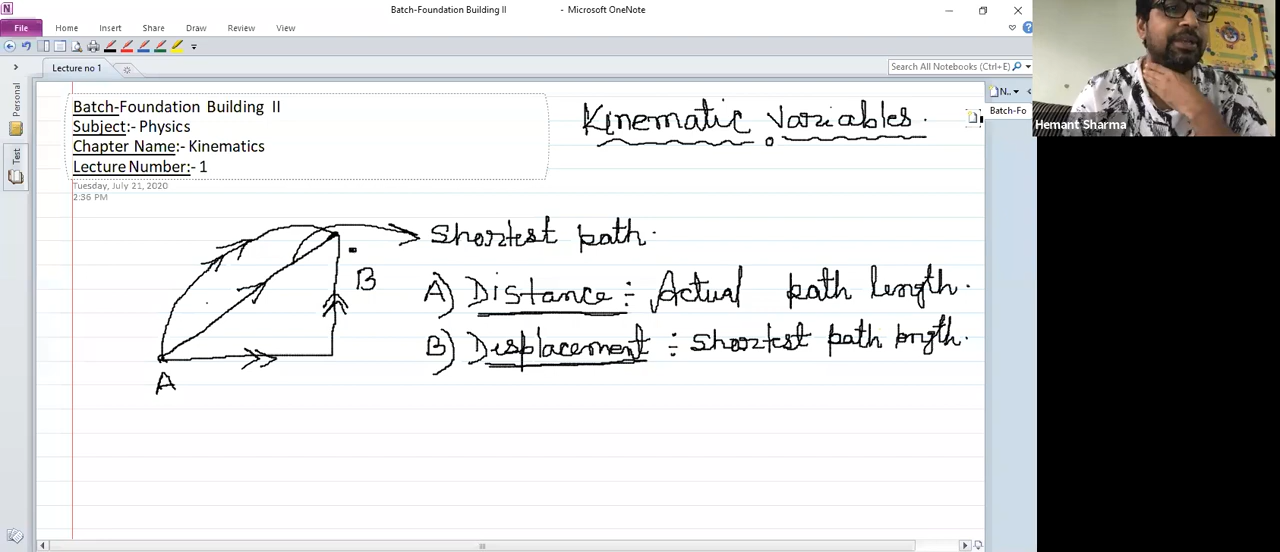 Batch-Foundation Building II - Microsoft OneNote
File Home Insert Share Draw Review View
Lecture no 1
Search All Notebooks (Ctrl+E)
N..
Batch-Fo
Personal
Test
Batch-Foundation Building II
Subject:- Physics
Chapter Name:- Kinematics
Lecture Number:- 1
Tuesday, July 21, 2020
2:36 PM
Kinematic Variables.
Hemant Sharma
Shortest path.
B
A) Distance :- Actual path length.
B) Displacement :- Shortest path length.
A